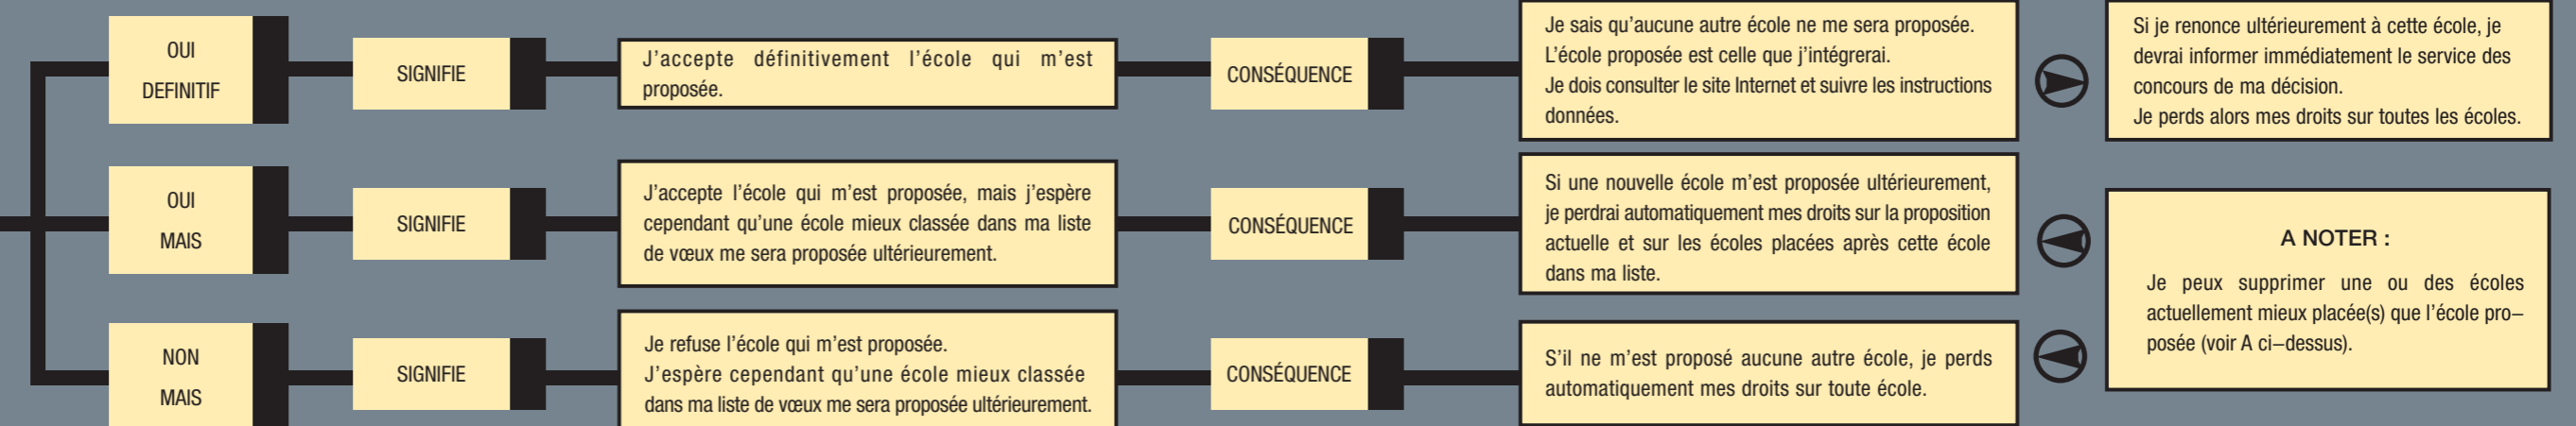 OUI
DEFINITIF
SIGNIFIE
J'accepte définitivement l'école qui m'est
proposée.
CONSÉQUENCE
Je sais qu'aucune autre école ne me sera proposée.
L'école proposée est celle que j'intégrerai.
Je dois consulter le site Internet et suivre les instructions
données.
Si je renonce ultérieurement à cette école, je
devrai informer immédiatement le service des
concours de ma décision.
Je perds alors mes droits sur toutes les écoles.
OUI
MAIS
SIGNIFIE
J'accepte l'école qui m'est proposée, mais j'espère
cependant qu'une école mieux classée dans ma liste
de vœux me sera proposée ultérieurement.
CONSÉQUENCE
Si une nouvelle école m'est proposée ultérieurement,
je perdrai automatiquement mes droits sur la proposition
actuelle et sur les écoles placées après cette école
dans ma liste.
A NOTER :
Je peux supprimer une ou des écoles
actuellement mieux placée(s) que l'école pro–
posée (voir A ci–dessus).
NON
MAIS
SIGNIFIE
Je refuse l'école qui m'est proposée.
J'espère cependant qu'une école mieux classée
dans ma liste de vœux me sera proposée ultérieurement.
CONSÉQUENCE
S'il ne m'est proposé aucune autre école, je perds
automatiquement mes droits sur toute école.